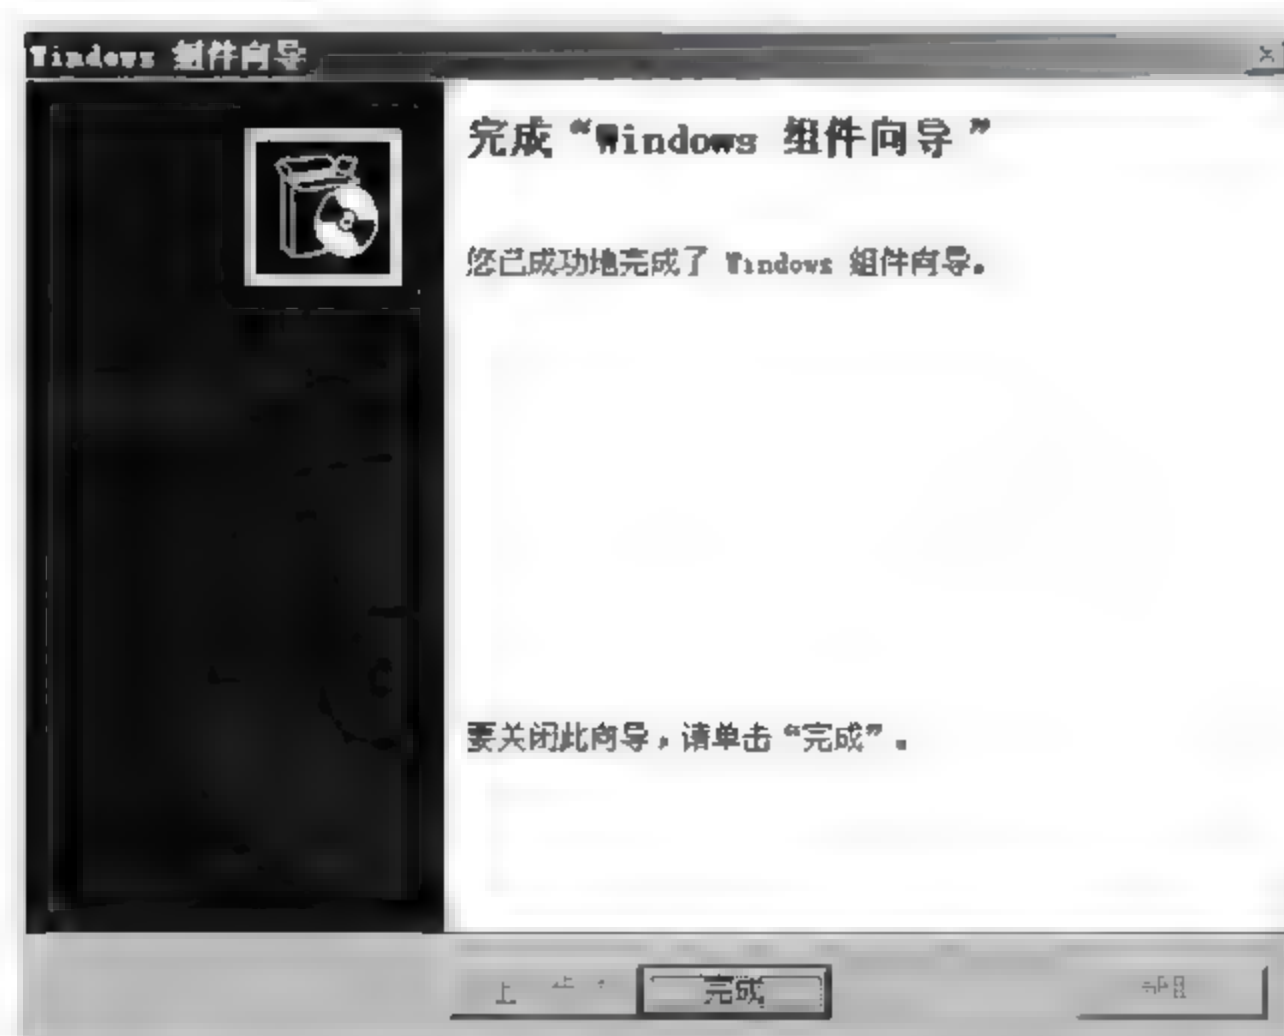 Windows 组件向导
完成“Windows 组件向导”
您已成功地完成了 Windows 组件向导。
要关闭此向导，请单击“完成”。
完成